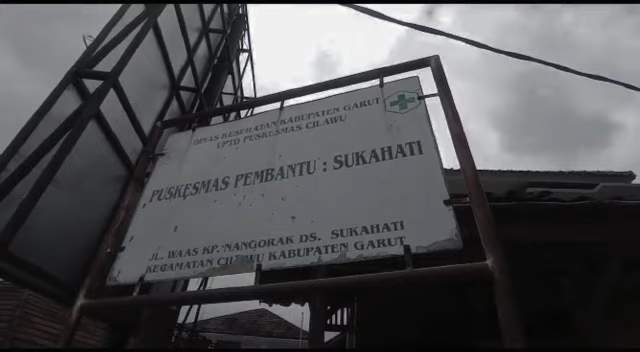 DINAS KESEHATAN KABUPATEN GARUT
UPTD PUSKESMAS CILAWU
PUSKESMAS PEMBANTU : SUKAHATI
JL. WAAS KP. NANGORAK DS. SUKAHATI
KECAMATAN CILAWU KABUPATEN GARUT